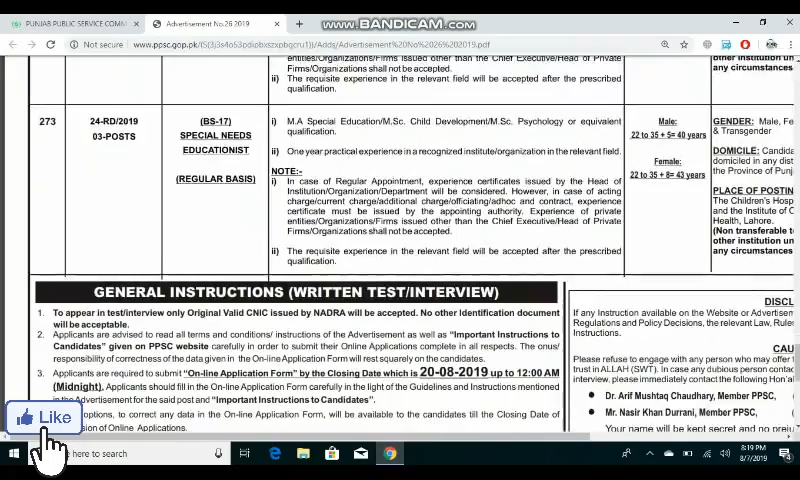 www.BANDICAM.com
PUNJAB PUBLIC SERVICE COMM
Advertisement No.26 2019
Not secure
www.ppsc.gop.pk/(S(3j3s4o53pdipbxszxpbgcru1))/Adds/Advertisement%20No%2026%202019.pdf
entities/Organizations/Firms issued other than the Chief Executive/Head of Private
Firms/Organizations shall not be accepted.
ii) The requisite experience in the relevant field will be accepted after the prescribed
qualification.
other institution un
any circumstances
273
24-RD/2019
03-POSTS
(BS-17)
SPECIAL NEEDS
EDUCATIONIST
(REGULAR BASIS)
i) M.A Special Education/M.Sc. Child Development/M.Sc. Psychology or equivalent
qualification.
ii) One year practical experience in a recognized institute/organization in the relevant field.
NOTE:-
i) In case of Regular Appointment, experience certificates issued by the Head of
Institution/Organization/Department will be considered. However, in case of acting
charge/current charge/additional charge/officiating/adhoc and contract, experience
certificate must be issued by the appointing authority. Experience of private
entities/Organizations/Firms issued other than the Chief Executive/Head of Private
Firms/Organizations shall not be accepted.
ii) The requisite experience in the relevant field will be accepted after the prescribed
qualification.
Male:
22 to 35 + 5= 40 years
Female:
22 to 35 + 8= 43 years
GENDER: Male, Fe
& Transgender
DOMICILE: Candida
domiciled in any dist
the Province of Punj
PLACE OF POSTIN
The Children's Hosp
and the Institute of C
Health, Lahore.
(Non transferable to
other institution un
any circumstances
GENERAL INSTRUCTIONS (WRITTEN TEST/INTERVIEW)
1. To appear in test/interview only Original Valid CNIC issued by NADRA will be accepted. No other Identification document
will be acceptable.
2. Applicants are advised to read all terms and conditions/ instructions of the Advertisement as well as "Important Instructions to
Candidates" given on PPSC website carefully in order to submit their Online Applications complete in all respects. The onus/
responsibility of correctness of the data given in the On-line Application Form will rest squarely on the candidates.
3. Applicants are required to submit "On-line Application Form" by the Closing Date which is 20-08-2019 up to 12:00 AM
(Midnight). Applicants should fill in the On-line Application Form carefully in the light of the Guidelines and Instructions mentioned
in the Advertisement for the said post and "Important Instructions to Candidates".
options, to correct any data in the On-line Application Form, will be available to the candidates till the Closing Date of
sion of Online Applications.
DISCL
If any Instruction available on the Website or Advertisem
Regulations and Policy Decisions, the relevant Law, Rules
Instructions.
CAU
Please refuse to engage with any person who may offer t
trust in ALLAH (SWT). In case any dubious person contac
interview, please immediately contact the following Hon'a
● Dr. Arif Mushtaq Chaudhary, Member PPSC,
● Mr. Nasir Khan Durrani, Member PPSC,
Your name will be kept secret and no preju
Like
here to search
8:19 PM
8/7/2019
4